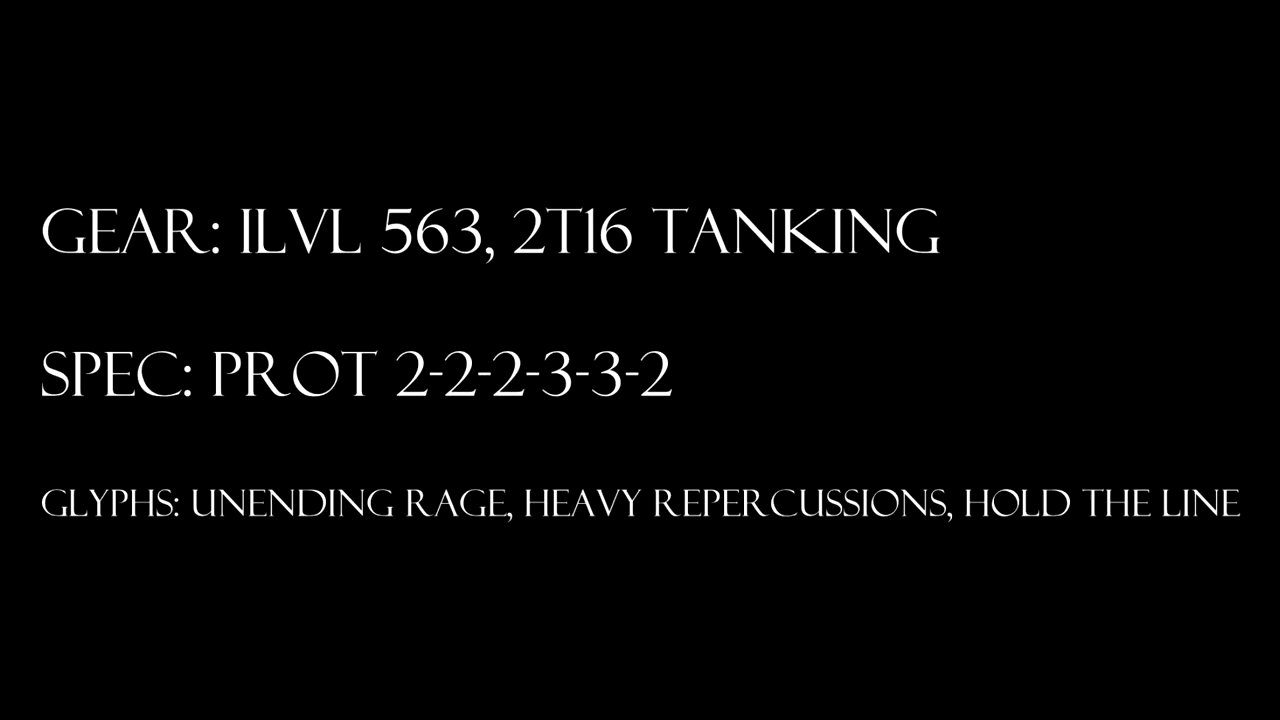 GEAR: ILVL 563, 2T16 TANKING
SPEC: PROT 2-2-2-3-3-2
GLYPHS: UNENDING RAGE, HEAVY REPERCUSSIONS, HOLD THE LINE